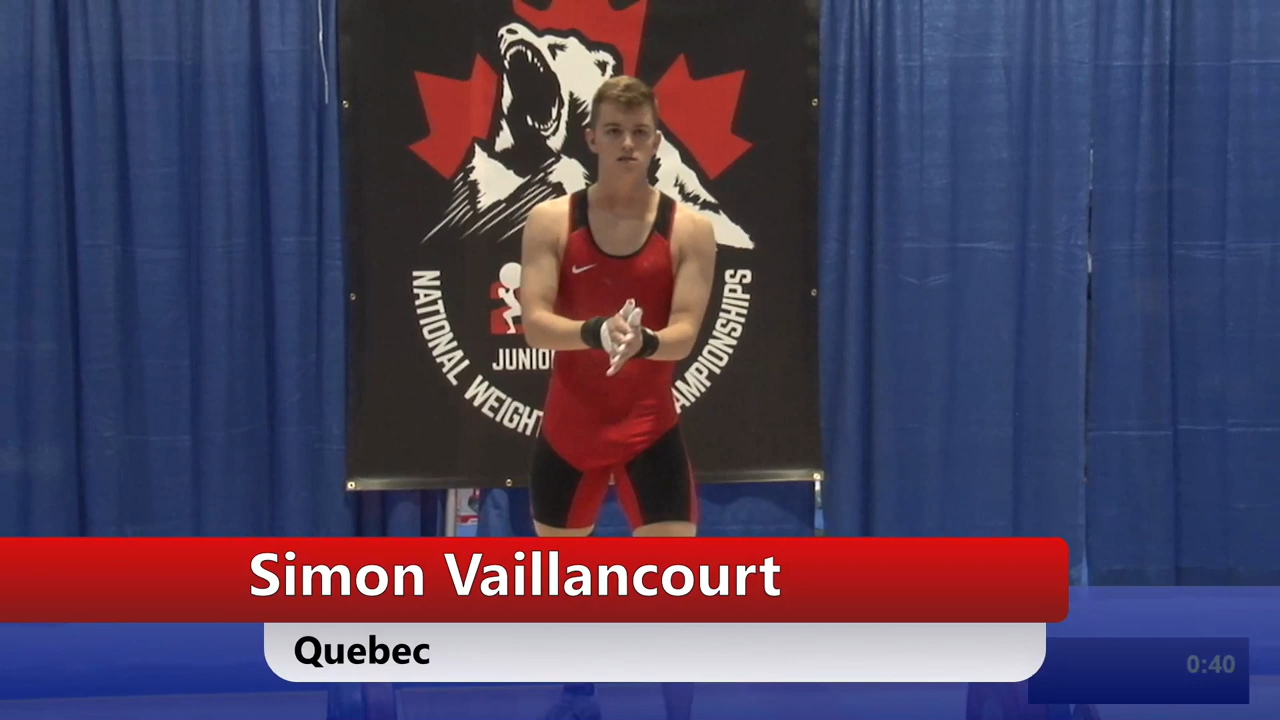 JUNIO
NATIONAL WEIGHT
AMPIONSHIPS
Simon Vaillancourt
Quebec
0:40